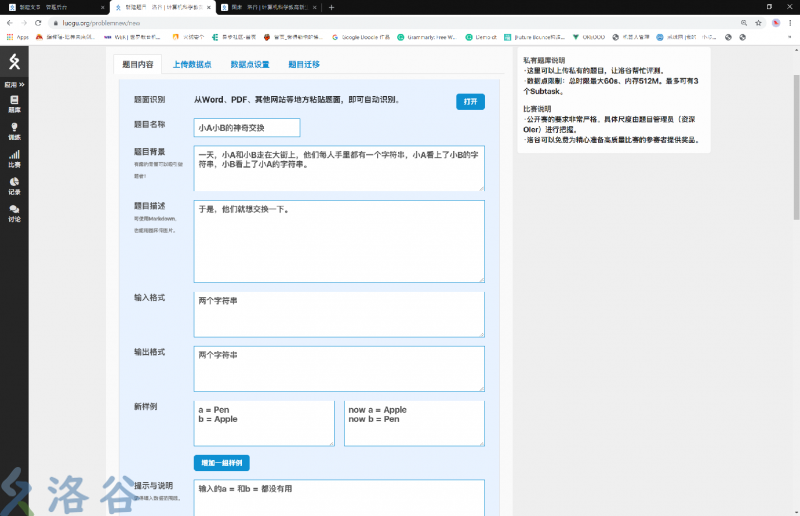 luogu.org/problemnew/new
Apps
Google Doodle
Grammarly: Free W...
应用 »
题库
训练
比赛
记录
讨论
题目内容 上传数据点 数据点设置 题目迁移
题面识别 从Word、PDF、其他网站等地方粘贴题面，即可自动识别。 打开
题目名称 小A小B的神奇交换
题目背景
一天，小A和小B走在大街上，他们每人手里都有一个字符串，小A看上了小B的字
符串，小B看上了小A的字符串。
题目描述 于是，他们就想交换一下。
输入格式 两个字符串
输出格式 两个字符串
新样例
a = Pen
b = Apple
now a = Apple
now b = Pen
增加一组样例
提示与说明 输入的a = 和b = 都没有用
私有题库说明
·这里可以上传私有的题目，让洛谷帮忙评测。
·数据点限制：总时限最大60s、内存512M。最多可有3
个Subtask。
比赛说明
·公开赛的要求非常严格，具体尺度由题目管理员（资深
OIer）进行把握。
·洛谷可以免费为精心准备高质量比赛的参赛者提供奖品。
洛谷